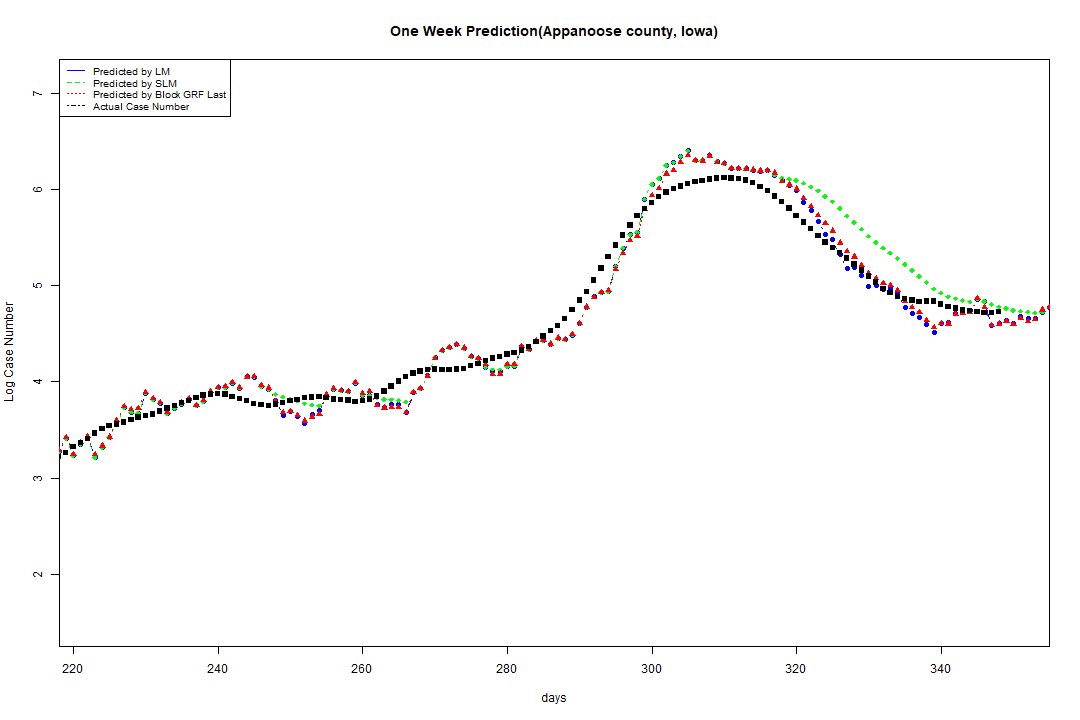 One Week Prediction(Appanoose county, Iowa)
Predicted by LM
Predicted by SLM
Predicted by Block GRF Last
Actual Case Number
7
6
5
4
3
2
Log Case Number
220 240 260 280 300 320 340
days